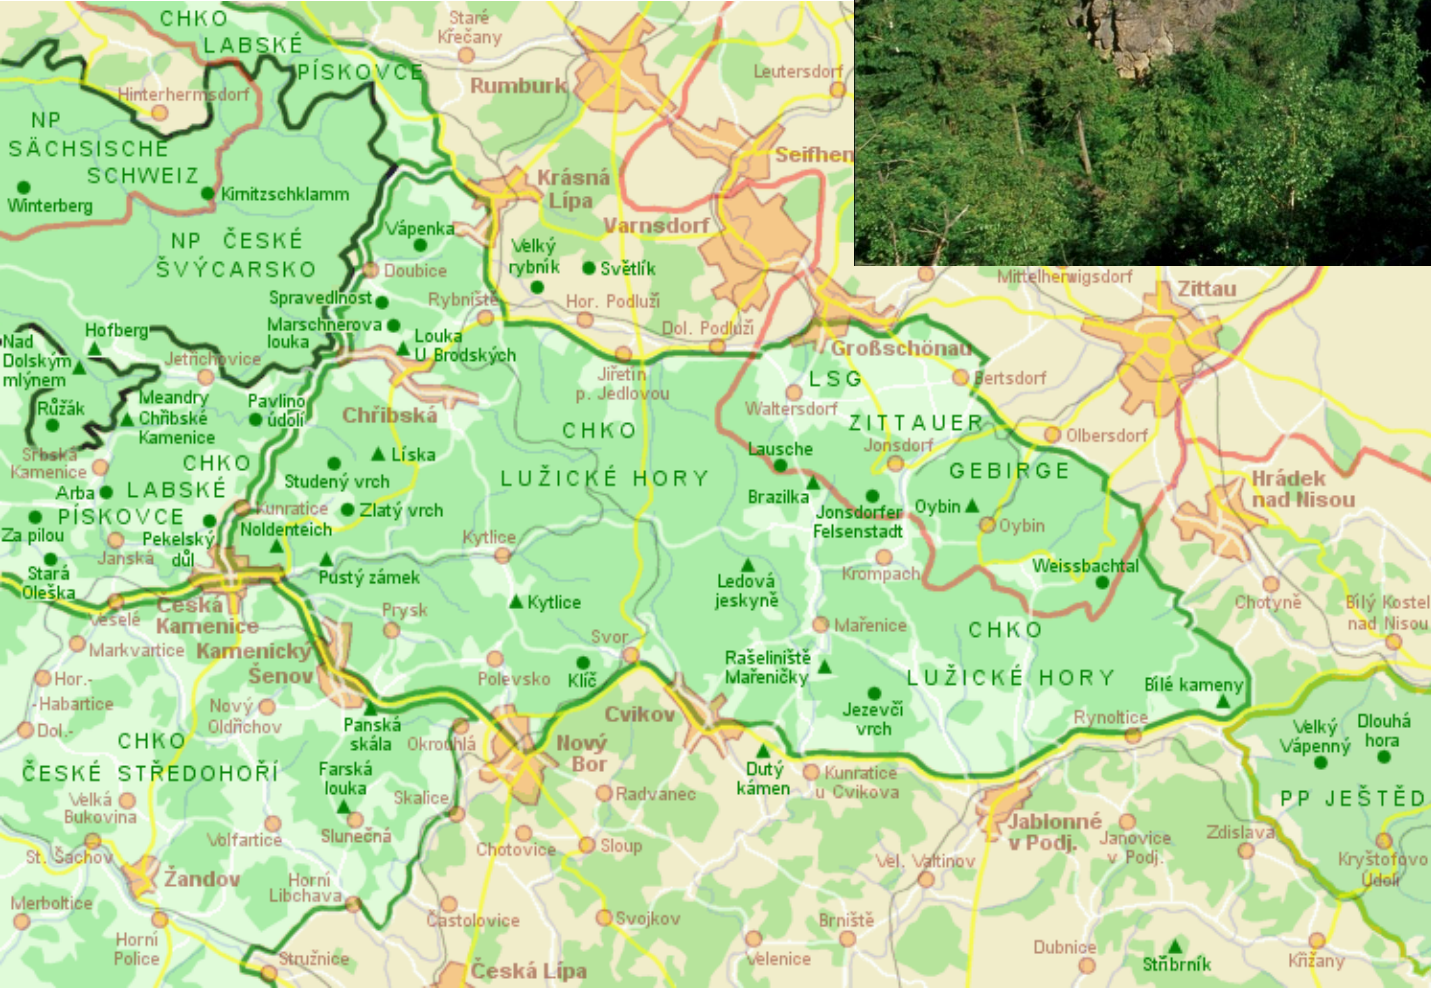 CHKO
LABSKÉ
PÍSKOVCE
Staré
Křečany
Rumburk
Leutersdorf
Hinterhermsdorf
NP
SÄCHSISCHE
SCHWEIZ
Winterberg
Kirnitzschklamm
Krásná
Lípa
Seifhen
Varnsdorf
NP ČESKÉ
ŠVÝCARSKO
Vápenka
Doubice
Velký
rybník
Světlík
Mittelherwigsdorf
Zittau
Spravedlnost
Rybniště
Hor. Podluží
Marschnerova
louka
Louka
U Brodských
Dol. Podluží
Großschönau
Nad
Dolským
mlýnem
Hofberg
Jetřichovice
Jiřetín
p. Jedlovou
LSG
Bertsdorf
Růžák
Meandry
Chřibské
Kamenice
Pavlino
údolí
Chřibská
CHKO
LUŽICKÉ HORY
Waltersdorf
ZITTAUER
Jonsdorf
Olbersdorf
GEBIRGE
Srbská
Kamenice
CHKO
LABSKÉ
PÍSKOVCE
Líska
Studený vrch
Lausche
Brazilka
Hrádek
nad Nisou
Arba
Kunratice
Zlatý vrch
Jonsdorfer
Felsenstadt
Oybin
Oybin
Za pilou
Pekelský
důl
Noldenteich
Kytlice
Janská
Stará
Oleška
Pustý zámek
Ledová
jeskyně
Krompach
Weissbachtal
Veselé
Česká
Kamenice
Prysk
Kytlice
Chotyně
Bílý Kostel
nad Nisou
Markvartice
Kamenický
Šenov
Svor
Mařenice
CHKO
LUŽICKÉ HORY
Hor.-
-Habartice
Dol.-
Polevsko
Klíč
Rašeliniště
Mařeničky
Bílé kameny
Nový
Oldřichov
Panská
skála
Cvikov
Jezevčí
vrch
Rynoltice
Velký
Vápenný
Dlouhá
hora
CHKO
ČESKÉ STŘEDOHOŘÍ
Okrouhlá
Nový
Bor
Farská
louka
Dutý
kámen
Kunratice
u Cvikova
PP JEŠTĚD
Velká
Bukovina
Skalice
Radvanec
Jablonné
v Podj.
Janovice
v Podj.
Zdislava
Volfartice
Slunečná
Chotovice
Sloup
Vel. Valtinov
Kryštofovo
Údolí
St. Šachov
Žandov
Horní
Libchava
Merboltice
Častolovice
Svojkov
Brniště
Horní
Police
Stružnice
Česká Lípa
Velenice
Dubnice
Stříbrník
Křižany